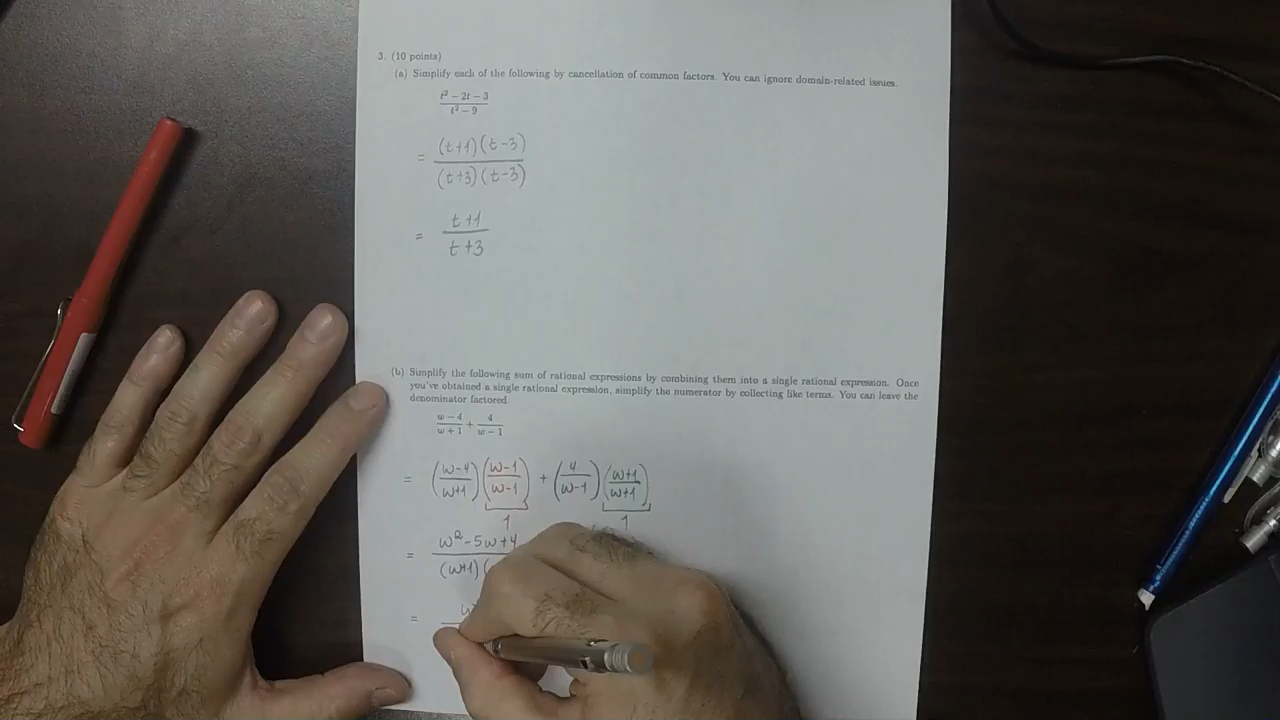 3. (10 points)
(a) Simplify each of the following by cancellation of common factors. You can ignore domain-related issues.
t² − 2t − 3
t² − 9
= (t+1)(t-3)
(t+3)(t-3)
= t+1
t+3
(b) Simplify the following sum of rational expressions by combining them into a single rational expression. Once
you've obtained a single rational expression, simplify the numerator by collecting like terms. You can leave the
denominator factored.
w − 4 + 4
w + 1 w − 1
= (w-4) (w-1) + (4) (w+1)
(w+1) (w-1) (w-1) (w+1)
1 1
= w²-5w+4
(w+1)(
=